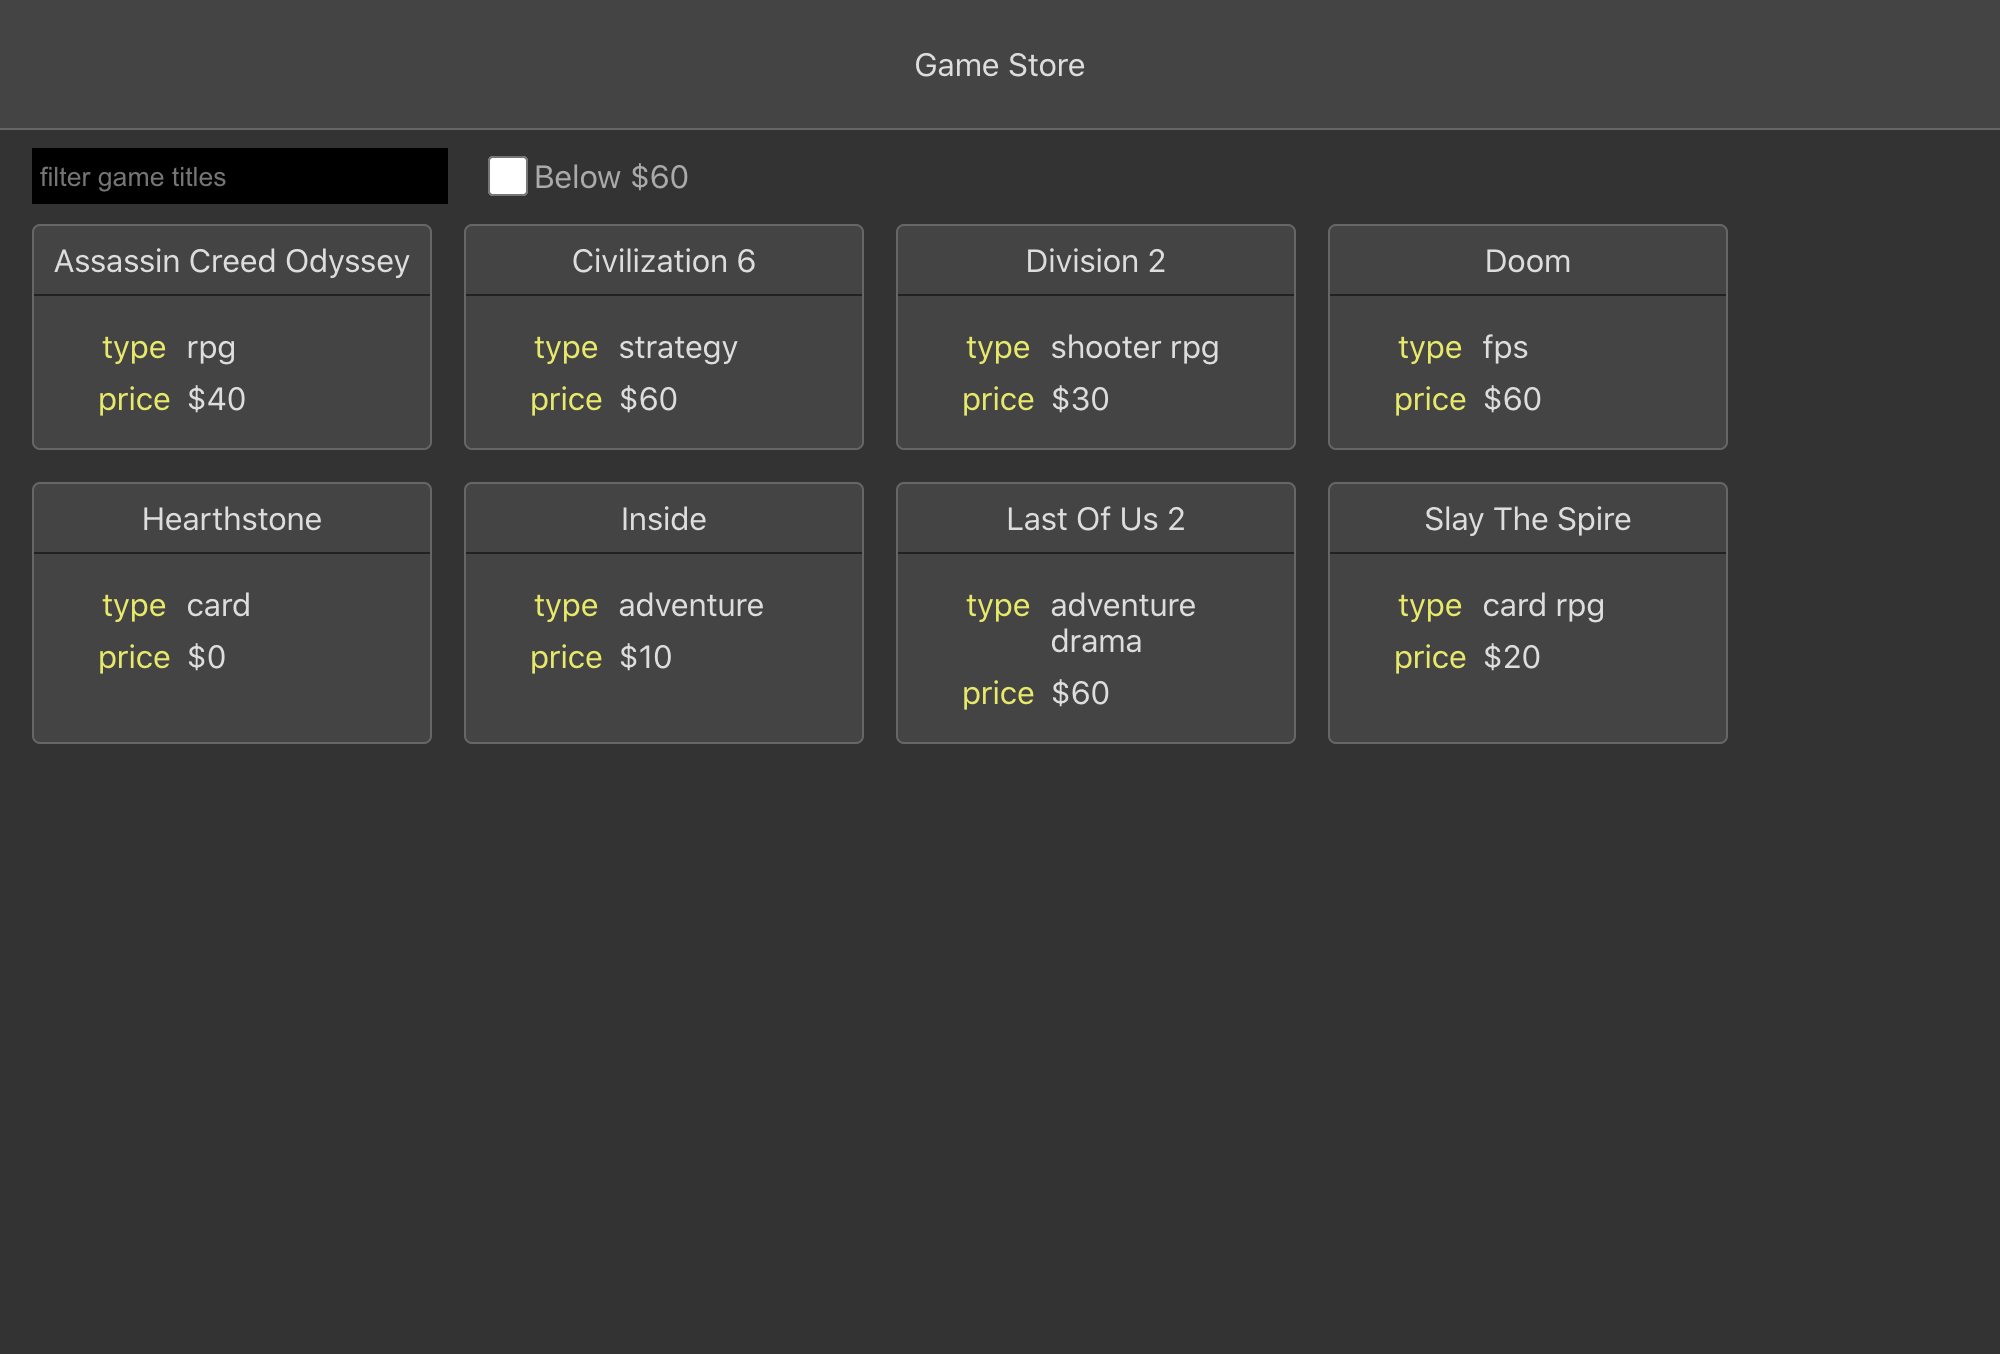 Game Store
filter game titles
Below $60
Assassin Creed Odyssey
type rpg
price $40
Civilization 6
type strategy
price $60
Division 2
type shooter rpg
price $30
Doom
type fps
price $60
Hearthstone
type card
price $0
Inside
type adventure
price $10
Last Of Us 2
type adventure
drama
price $60
Slay The Spire
type card rpg
price $20